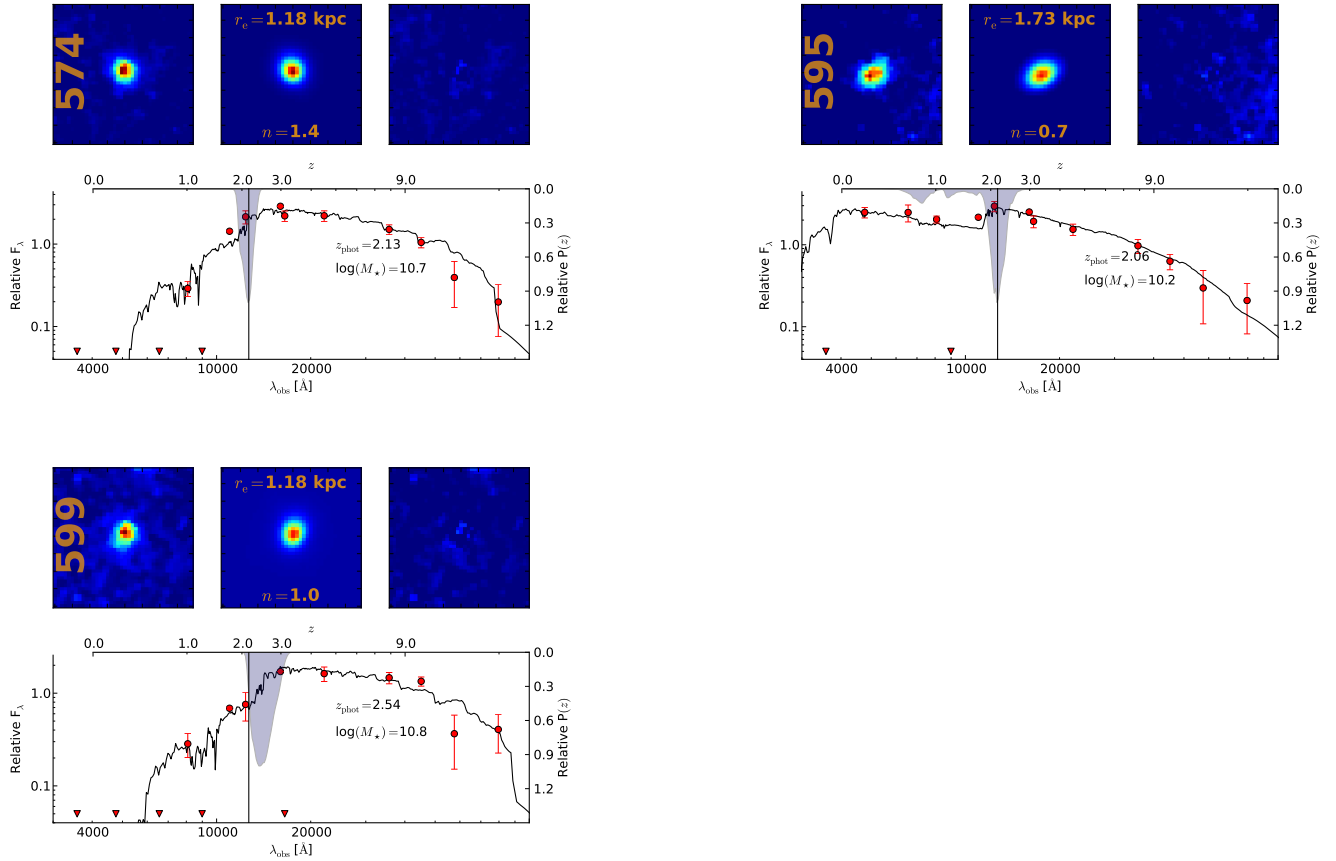 574
r_e=1.18 kpc
n=1.4
z
0.0 1.0 2.0 3.0 9.0
Relative F_λ
1.0
0.1
z_phot=2.13
log(M_⋆)=10.7
0.0
0.3
0.6
0.9
1.2
Relative P(z)
4000 10000 20000
λ_obs [Å]
595
r_e=1.73 kpc
n=0.7
z
0.0 1.0 2.0 3.0 9.0
Relative F_λ
1.0
0.1
z_phot=2.06
log(M_⋆)=10.2
0.0
0.3
0.6
0.9
1.2
Relative P(z)
4000 10000 20000
λ_obs [Å]
599
r_e=1.18 kpc
n=1.0
z
0.0 1.0 2.0 3.0 9.0
Relative F_λ
1.0
0.1
z_phot=2.54
log(M_⋆)=10.8
0.0
0.3
0.6
0.9
1.2
Relative P(z)
4000 10000 20000
λ_obs [Å]